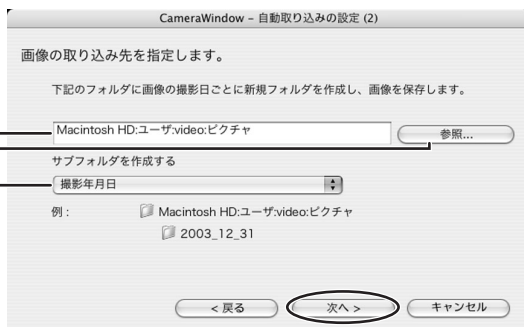 CameraWindow – 自動取り込みの設定 (2)
画像の取り込み先を指定します。
下記のフォルダに画像の撮影日ごとに新規フォルダを作成し、画像を保存します。
Macintosh HD:ユーザ:video:ピクチャ
参照...
サブフォルダを作成する
撮影年月日
例 : Macintosh HD:ユーザ:video:ピクチャ
2003_12_31
< 戻る 次へ > キャンセル